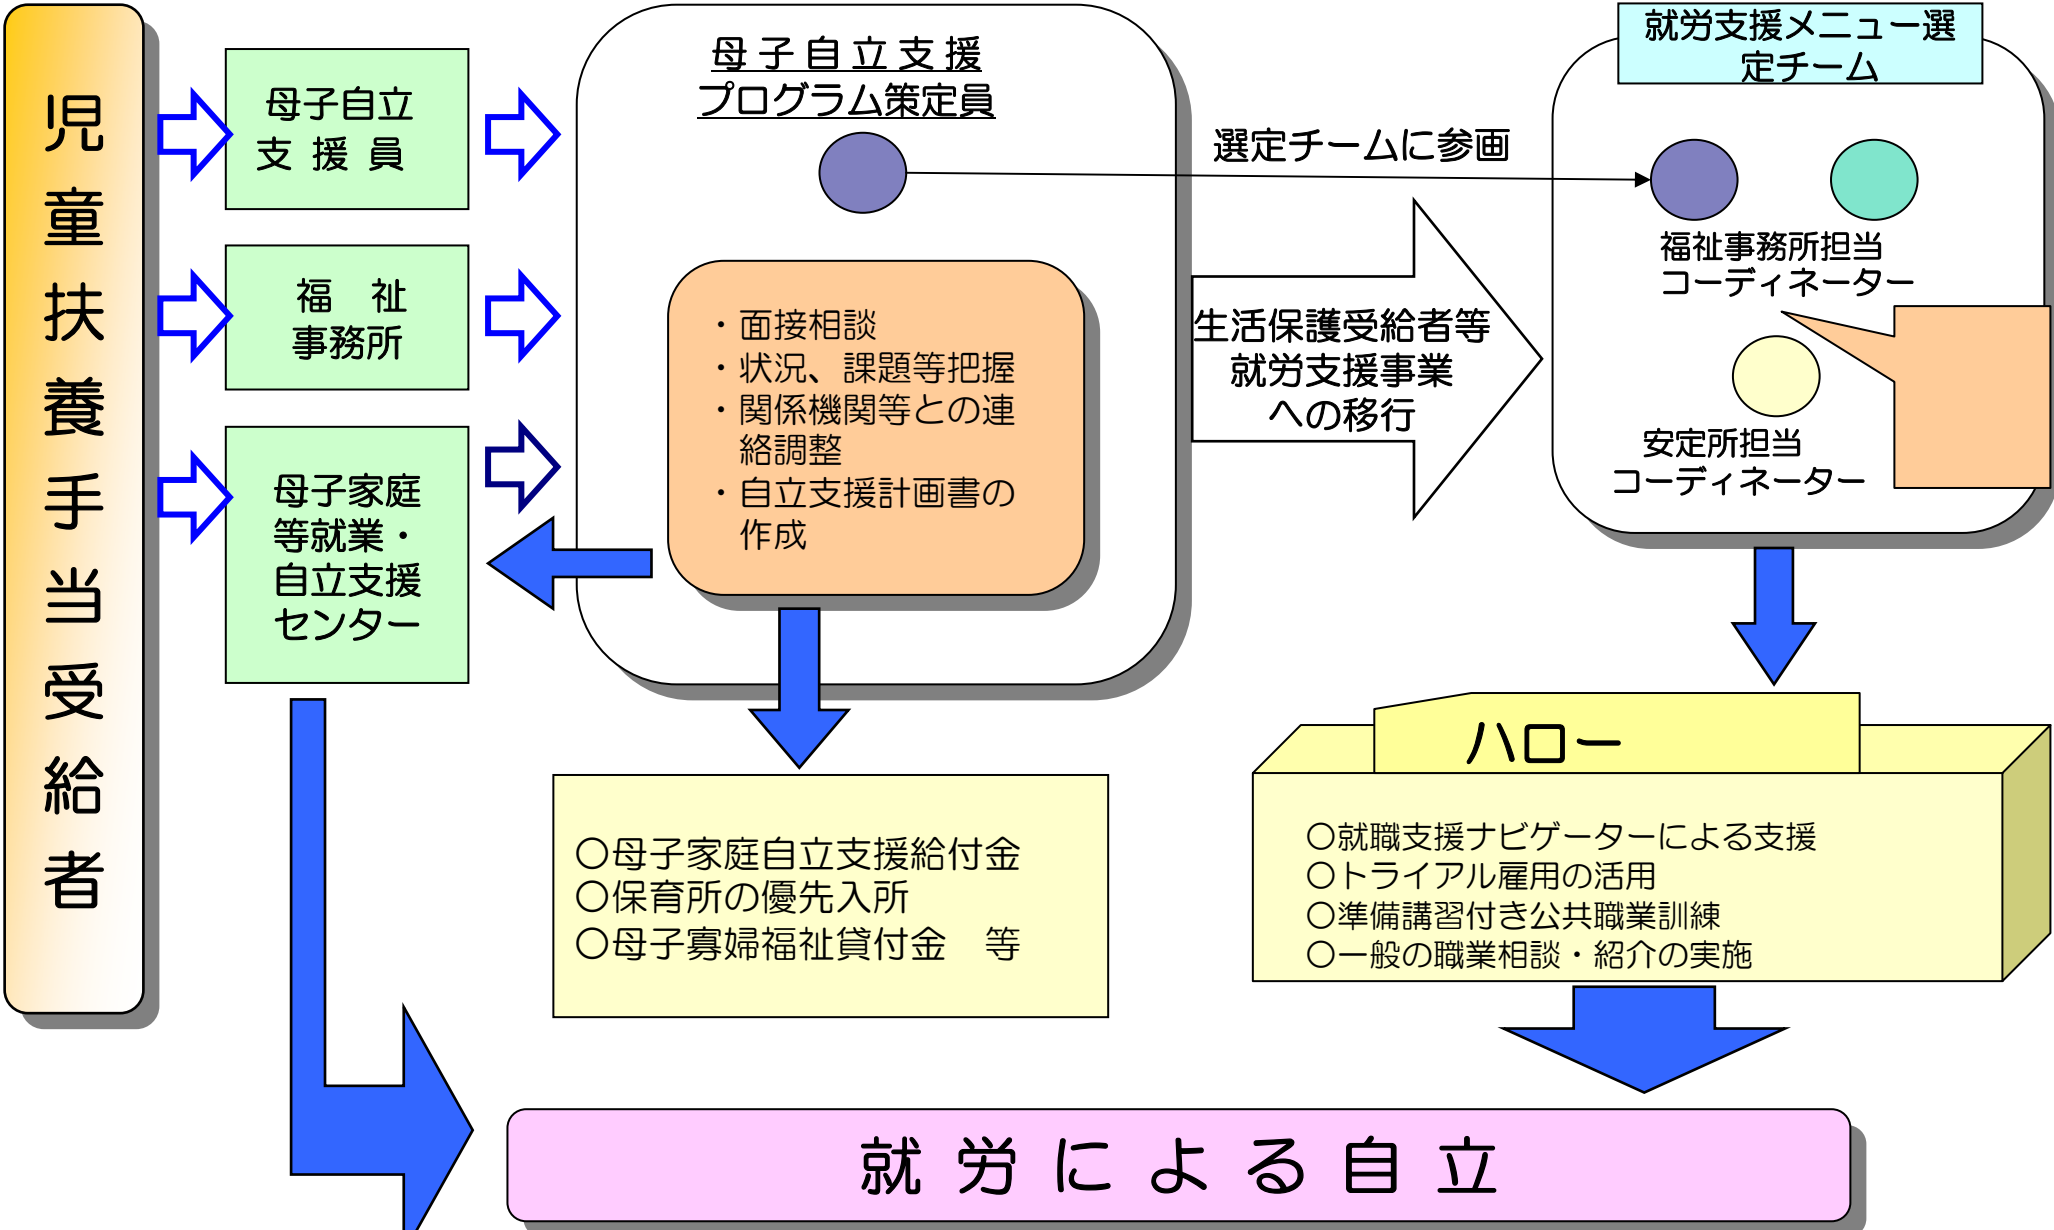 児童扶養手当受給者
母子自立
支援員
福　祉
事務所
母子家庭
等就業・
自立支援
センター
母子自立支援
プログラム策定員
・面接相談
・状況、課題等把握
・関係機関等との連
絡調整
・自立支援計画書の
作成
選定チームに参画
生活保護受給者等
就労支援事業
への移行
就労支援メニュー選
定チーム
福祉事務所担当
コーディネーター
安定所担当
コーディネーター
〇母子家庭自立支援給付金
〇保育所の優先入所
〇母子寡婦福祉貸付金　等
ハロー
〇就職支援ナビゲーターによる支援
〇トライアル雇用の活用
〇準備講習付き公共職業訓練
〇一般の職業相談・紹介の実施
就労による自立